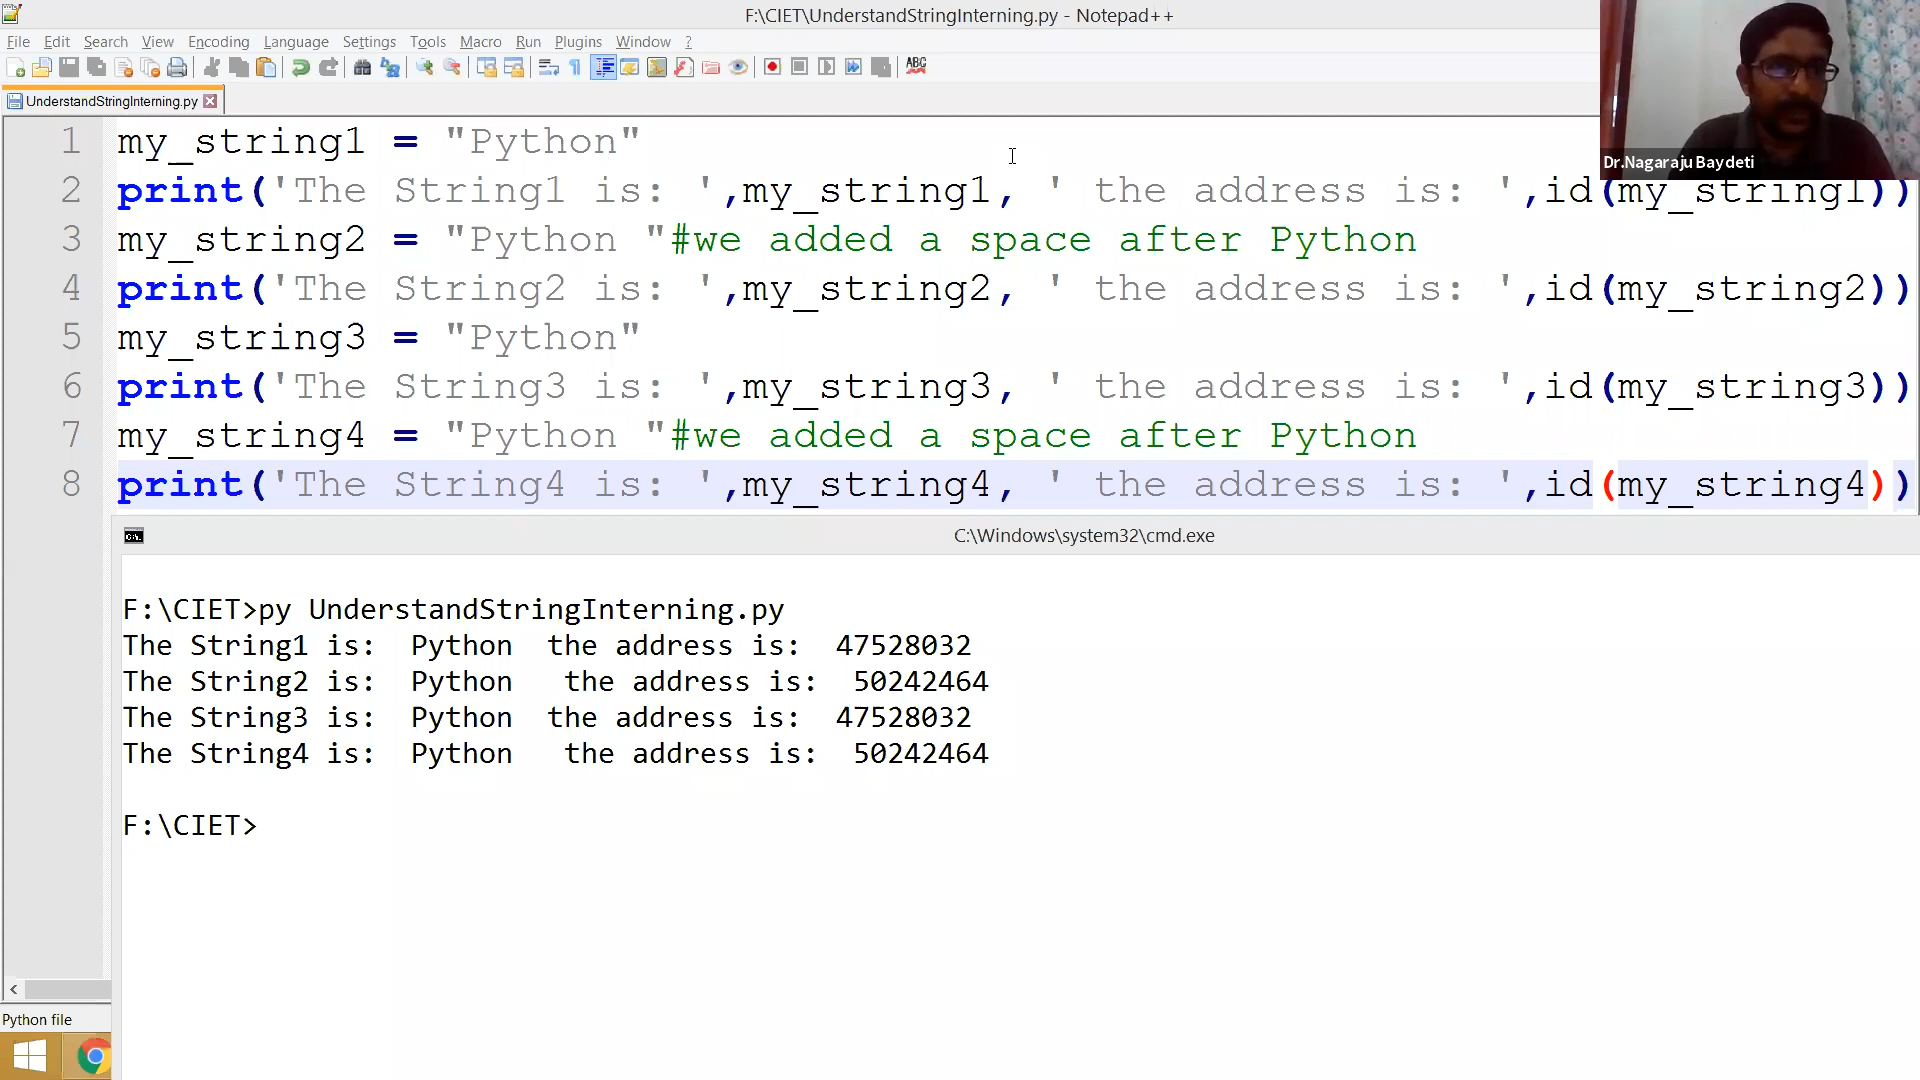 F:\CIET\UnderstandStringInterning.py - Notepad++
File Edit Search View Encoding Language Settings Tools Macro Run Plugins Window ?
ABC
UnderstandStringInterning.py
Dr.Nagaraju Baydeti
1 my_string1 = "Python"
2 print('The String1 is: ',my_string1, ' the address is: ',id(my_string1))
3 my_string2 = "Python "#we added a space after Python
4 print('The String2 is: ',my_string2, ' the address is: ',id(my_string2))
5 my_string3 = "Python"
6 print('The String3 is: ',my_string3, ' the address is: ',id(my_string3))
7 my_string4 = "Python "#we added a space after Python
8 print('The String4 is: ',my_string4, ' the address is: ',id(my_string4))
C:\Windows\system32\cmd.exe
F:\CIET>py UnderstandStringInterning.py
The String1 is:  Python  the address is:  47528032
The String2 is:  Python   the address is:  50242464
The String3 is:  Python  the address is:  47528032
The String4 is:  Python   the address is:  50242464
F:\CIET>
Python file